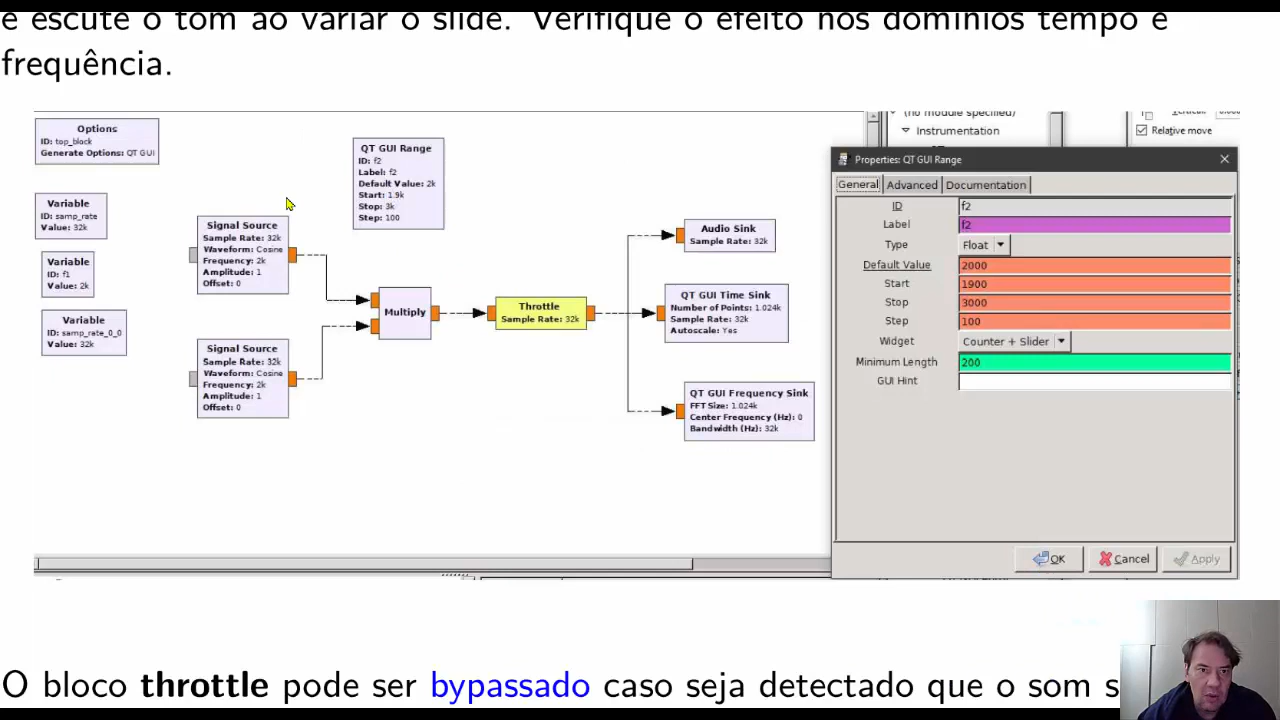 e escute o tom ao variar o slide. Verifique o efeito nos domínios tempo e
frequência.
Options
ID: top_block
Generate Options: QT GUI
Variable
ID: samp_rate
Value: 32k
Variable
ID: f1
Value: 2k
Variable
ID: samp_rate_0_0
Value: 32k
Signal Source
Sample Rate: 32k
Waveform: Cosine
Frequency: 2k
Amplitude: 1
Offset: 0
Signal Source
Sample Rate: 32k
Waveform: Cosine
Frequency: 2k
Amplitude: 1
Offset: 0
QT GUI Range
ID: f2
Label: f2
Default Value: 2k
Start: 1.9k
Stop: 3k
Step: 100
Multiply
Throttle
Sample Rate: 32k
Audio Sink
Sample Rate: 32k
QT GUI Time Sink
Number of Points: 1.024k
Sample Rate: 32k
Autoscale: Yes
QT GUI Frequency Sink
FFT Size: 1.024k
Center Frequency (Hz): 0
Bandwidth (Hz): 32k
(no module specified)
Instrumentation
Relative move
Properties: QT GUI Range
General Advanced Documentation
ID f2
Label f2
Type Float
Default Value 2000
Start 1900
Stop 3000
Step 100
Widget Counter + Slider
Minimum Length 200
GUI Hint
OK Cancel Apply
O bloco throttle pode ser bypassado caso seja detectado que o som s